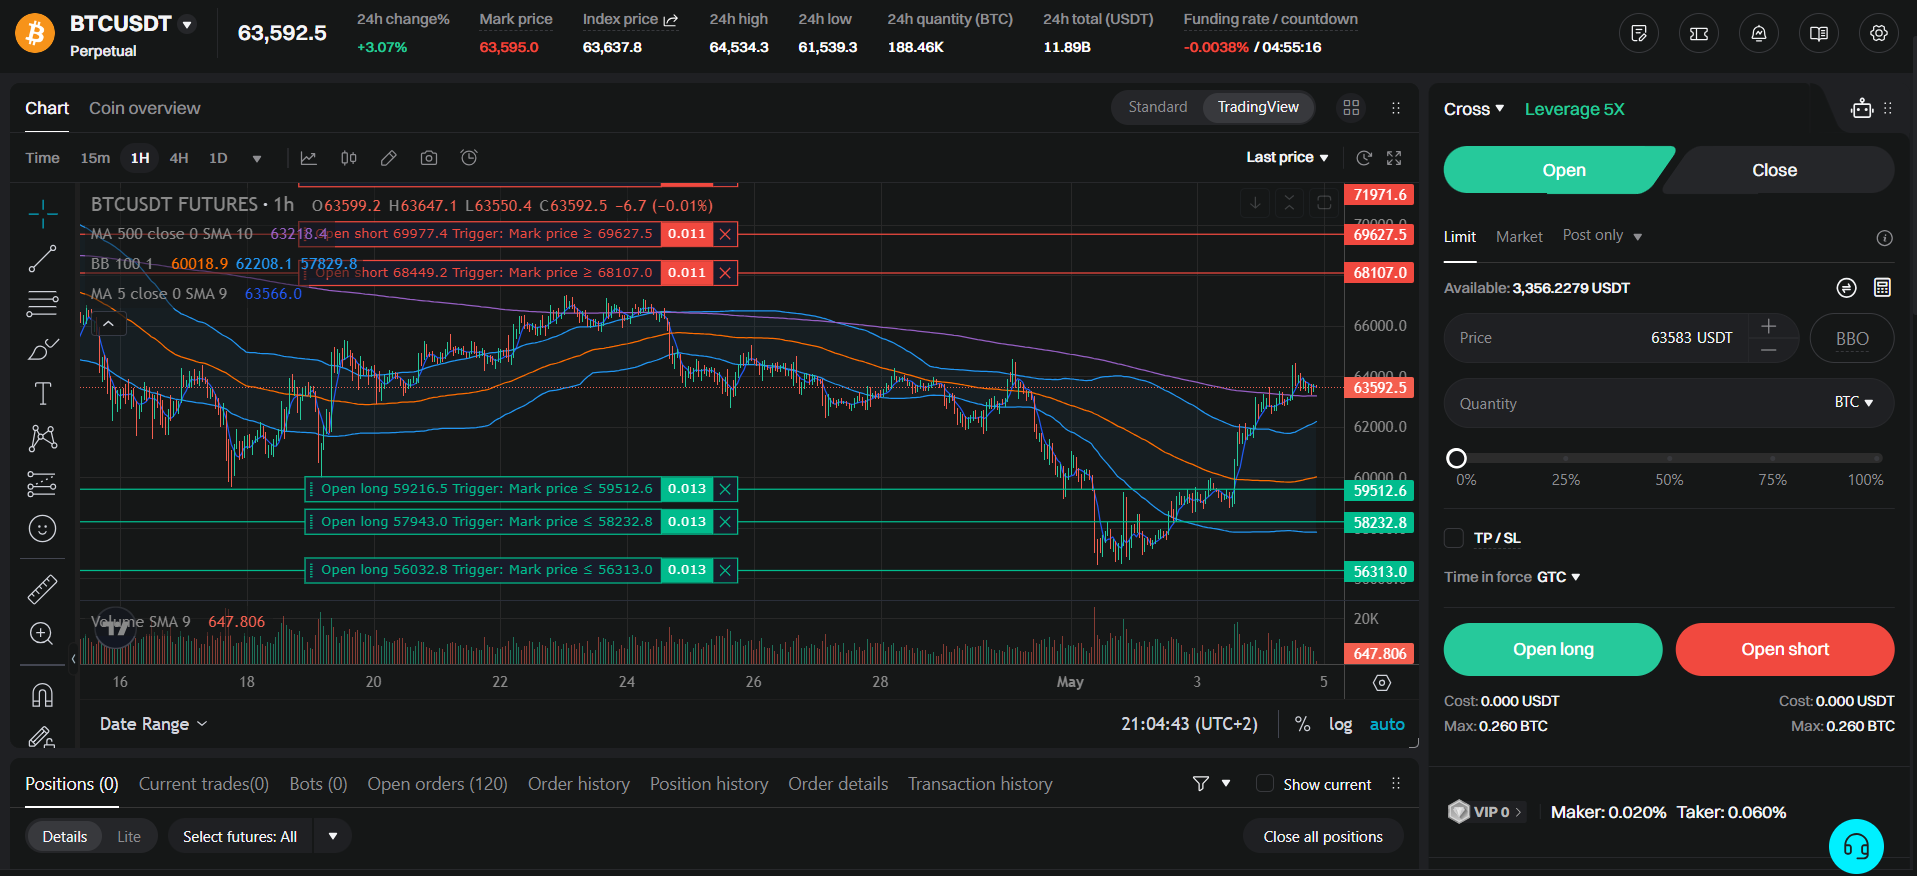 BTCUSDT
Perpetual
63,592.5
24h change%
+3.07%
Mark price
63,595.0
Index price
63,637.8
24h high
64,534.3
24h low
61,539.3
24h quantity (BTC)
188.46K
24h total (USDT)
11.89B
Funding rate / countdown
-0.0038% / 04:55:16
Chart Coin overview
Standard TradingView
Time 15m 1H 4H 1D
Last price
BTCUSDT FUTURES · 1h O63599.2 H63647.1 L63550.4 C63592.5 −6.7 (−0.01%)
MA 500 close 0 SMA 10 63218.4
Open short 69977.4 Trigger: Mark price ≥ 69627.5 0.011
BB 100 1 60018.9 62208.1 57829.8
Open short 68449.2 Trigger: Mark price ≥ 68107.0 0.011
MA 5 close 0 SMA 9 63566.0
Open long 59216.5 Trigger: Mark price ≤ 59512.6 0.013
Open long 57943.0 Trigger: Mark price ≤ 58232.8 0.013
Open long 56032.8 Trigger: Mark price ≤ 56313.0 0.013
71971.6
70000.0
69627.5
68107.0
66000.0
64000.0
63592.5
62000.0
60000.0
59512.6
58232.8
56313.0
Volume SMA 9 647.806
20K
647.806
16 18 20 22 24 26 28 May 3 5
Date Range
21:04:43 (UTC+2) % log auto
Positions (0) Current trades(0) Bots (0) Open orders (120) Order history Position history Order details Transaction history
Show current
Details Lite Select futures: All
Close all positions
Cross Leverage 5X
Open Close
Limit Market Post only
Available: 3,356.2279 USDT
Price 63583 USDT
BBO
Quantity BTC
0% 25% 50% 75% 100%
TP / SL
Time in force GTC
Open long Open short
Cost: 0.000 USDT Cost: 0.000 USDT
Max: 0.260 BTC Max: 0.260 BTC
VIP 0 Maker: 0.020% Taker: 0.060%